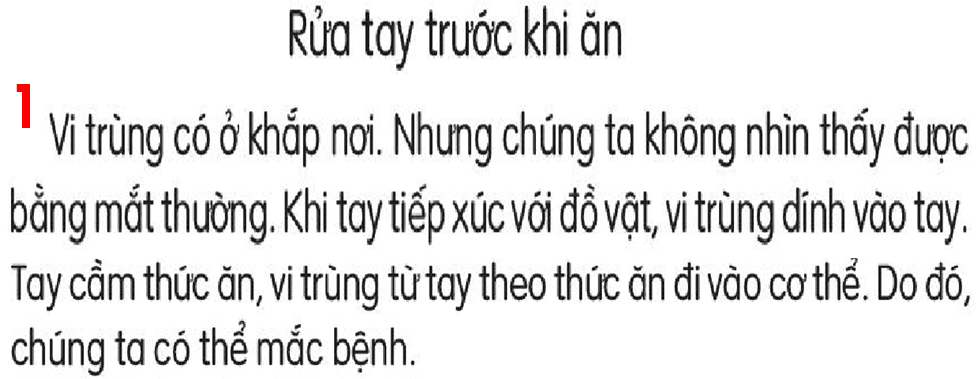 Rửa tay trước khi ăn
1
Vi trùng có ở khắp nơi. Nhưng chúng ta không nhìn thấy được
bằng mắt thường. Khi tay tiếp xúc với đồ vật, vi trùng dính vào tay.
Tay cầm thức ăn, vi trùng từ tay theo thức ăn đi vào cơ thể. Do đó,
chúng ta có thể mắc bệnh.